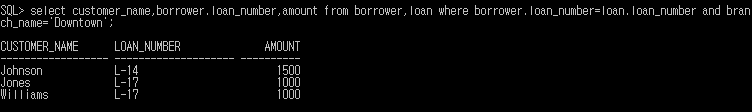 SQL> select customer_name,borrower.loan_number,amount from borrower,loan where borrower.loan_number=loan.loan_number and bran
ch_name='Downtown';
CUSTOMER_NAME LOAN_NUMBER AMOUNT
------------------ -------------------- ----------
Johnson L-14 1500
Jones L-17 1000
Williams L-17 1000